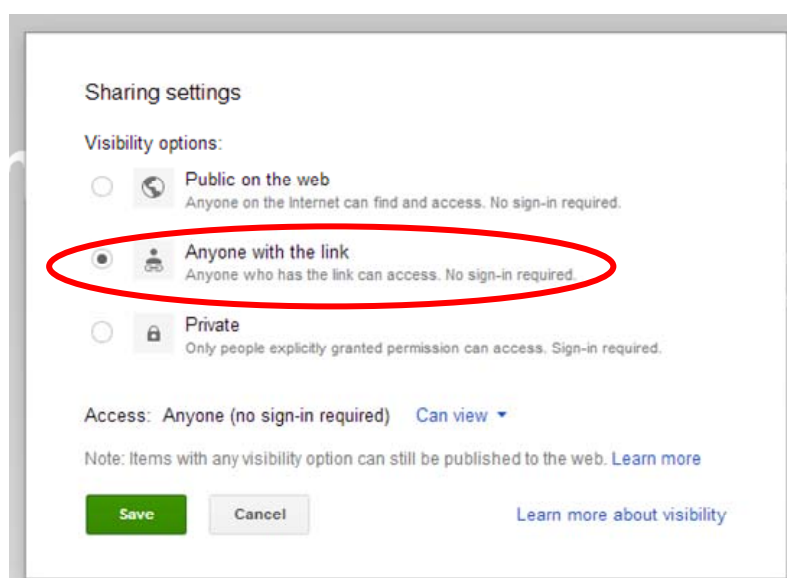 Sharing settings
Visibility options:
Public on the web
Anyone on the Internet can find and access. No sign-in required.
Anyone with the link
Anyone who has the link can access. No sign-in required.
Private
Only people explicitly granted permission can access. Sign-in required.
Access: Anyone (no sign-in required) Can view
Note: Items with any visibility option can still be published to the web. Learn more
Save Cancel Learn more about visibility